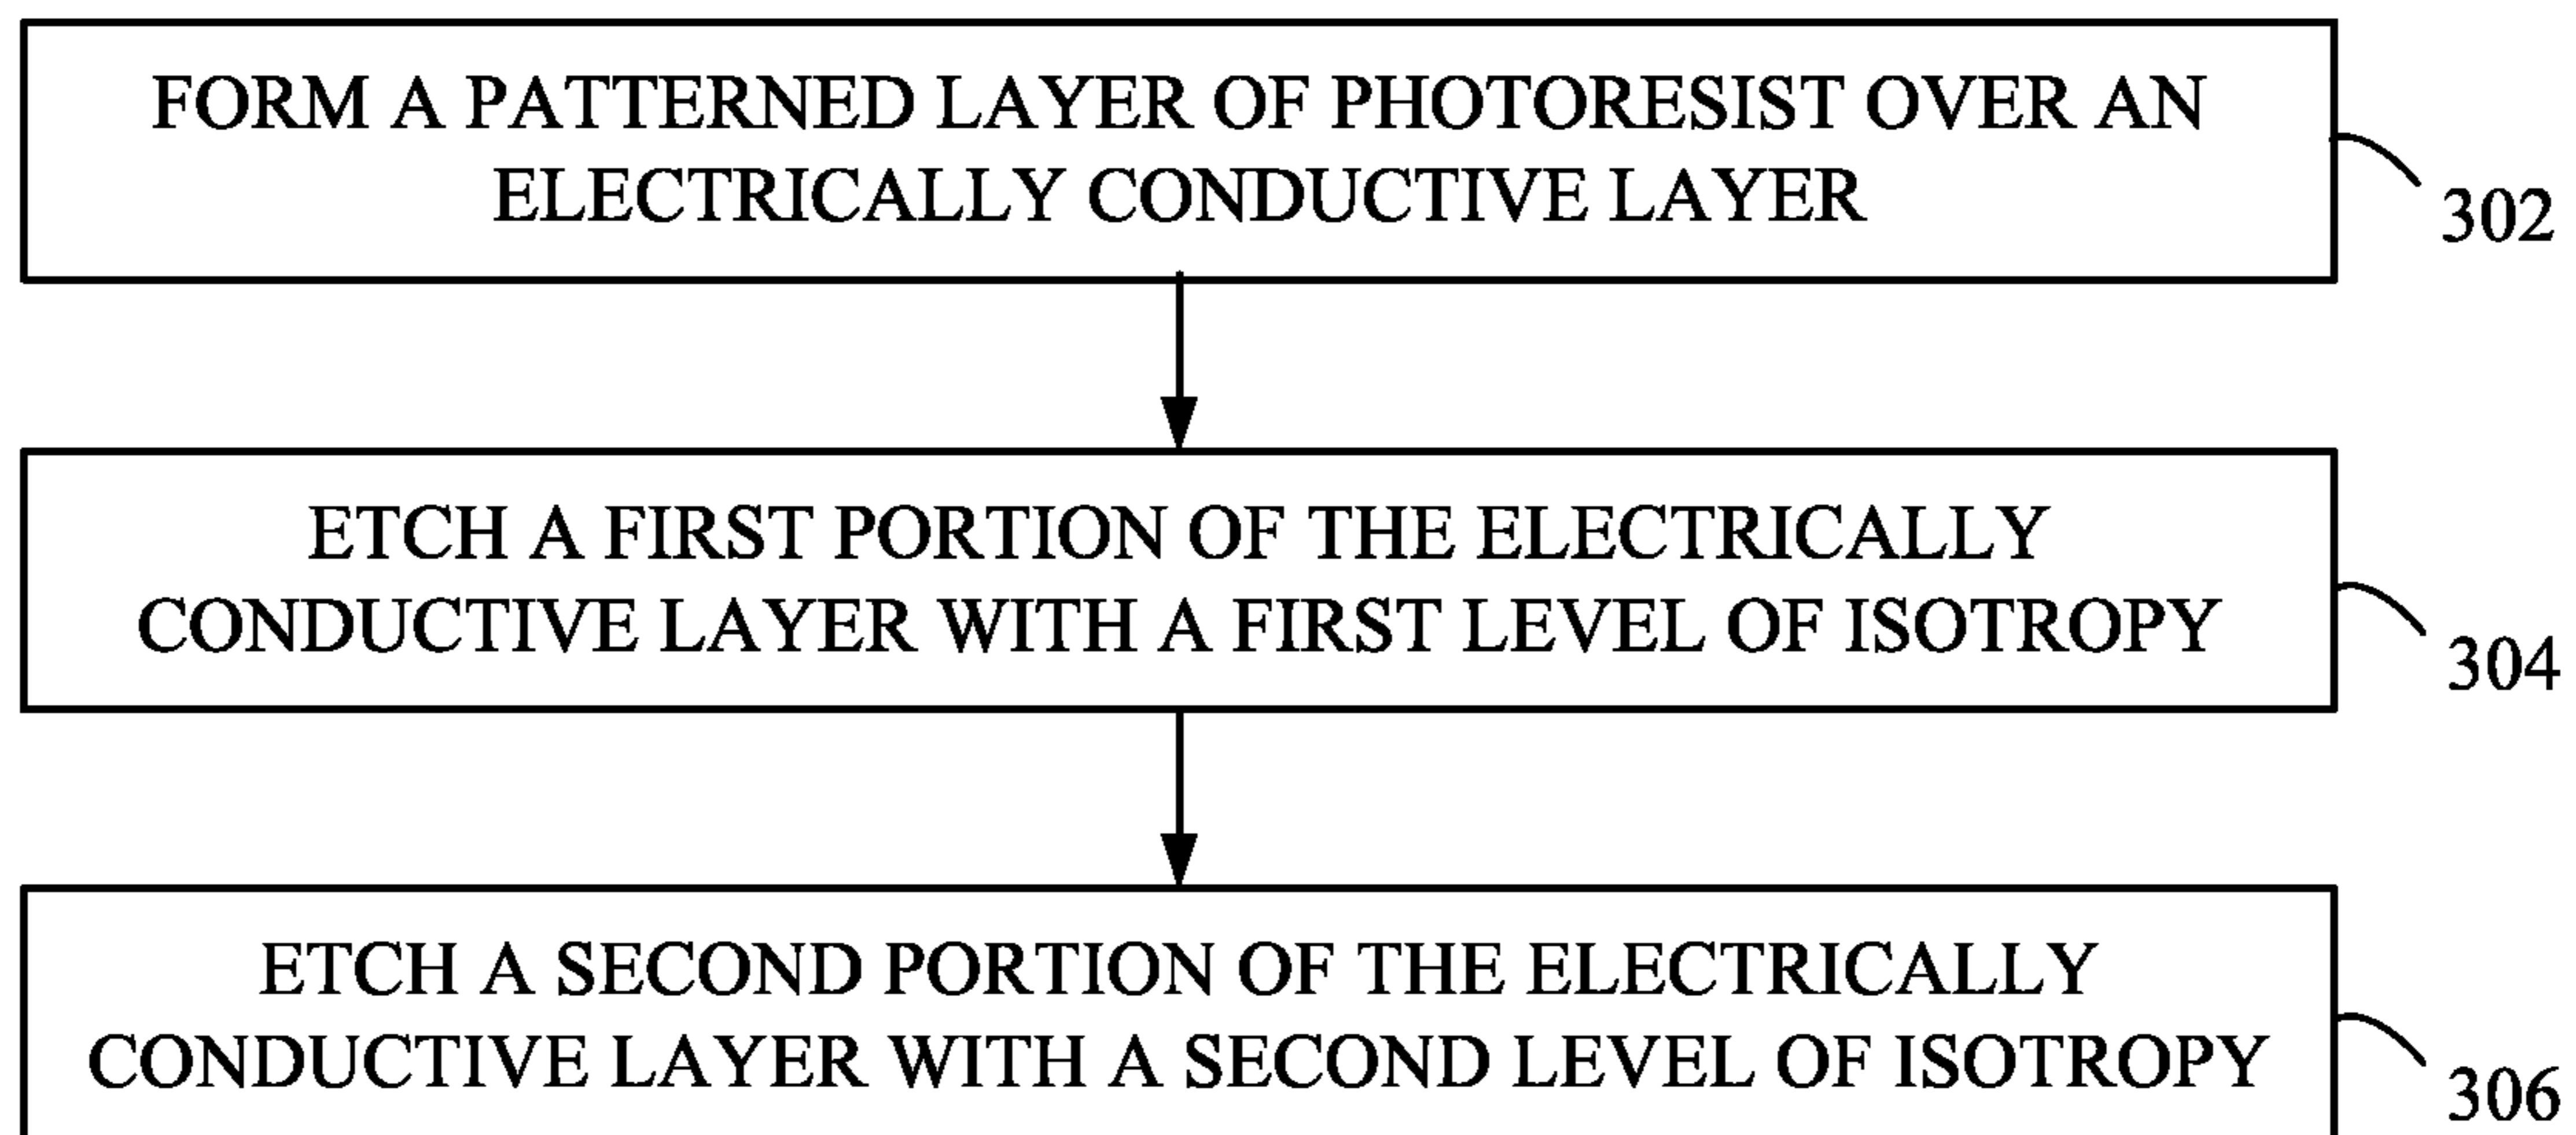 FORM A PATTERNED LAYER OF PHOTORESIST OVER AN
ELECTRICALLY CONDUCTIVE LAYER
302
ETCH A FIRST PORTION OF THE ELECTRICALLY
CONDUCTIVE LAYER WITH A FIRST LEVEL OF ISOTROPY
304
ETCH A SECOND PORTION OF THE ELECTRICALLY
CONDUCTIVE LAYER WITH A SECOND LEVEL OF ISOTROPY
306